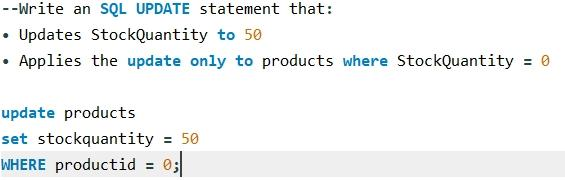 --Write an SQL UPDATE statement that:
• Updates StockQuantity to 50
• Applies the update only to products where StockQuantity = 0
update products
set stockquantity = 50
WHERE productid = 0;